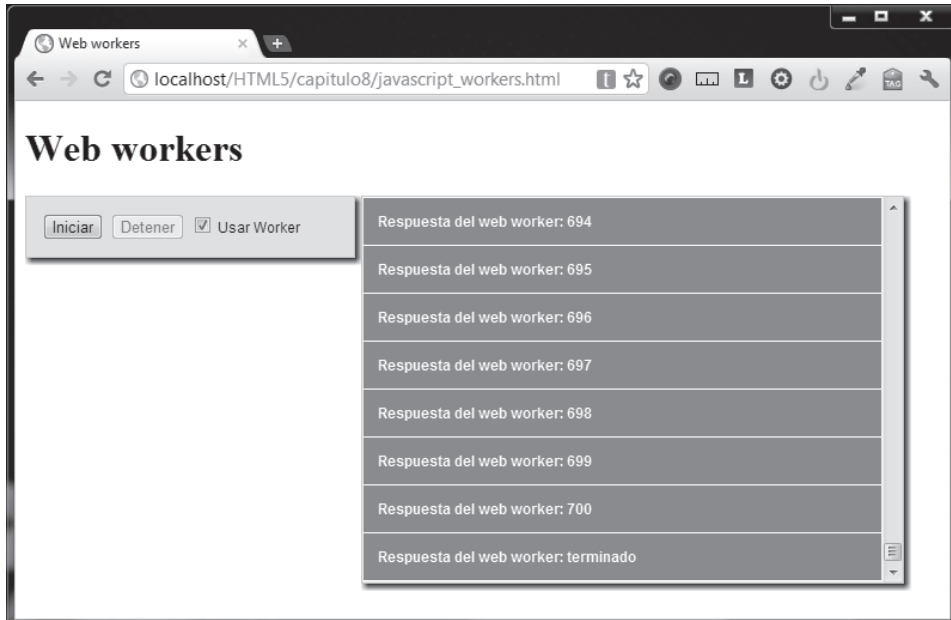 Web workers
localhost/HTML5/capitulo8/javascript_workers.html
L
TAG
Web workers
Iniciar Detener Usar Worker
Respuesta del web worker: 694
Respuesta del web worker: 695
Respuesta del web worker: 696
Respuesta del web worker: 697
Respuesta del web worker: 698
Respuesta del web worker: 699
Respuesta del web worker: 700
Respuesta del web worker: terminado